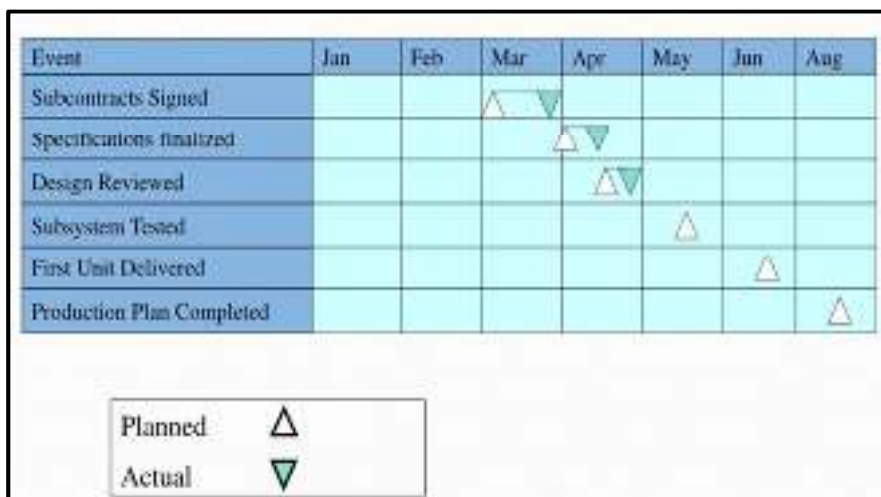 Event Jan Feb Mar Apr May Jun Aug
Subcontracts Signed
Specifications finalized
Design Reviewed
Subsystem Tested
First Unit Delivered
Production Plan Completed
Planned
Actual